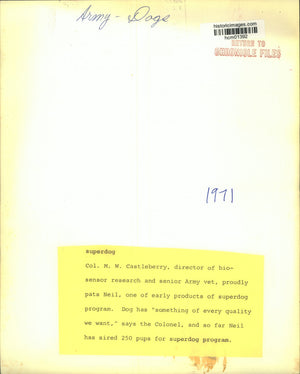 Army - Dogs
historicimages.com
hcm01392
RETURN TO
CHRONICLE FILES
1971
superdog
Col. M. W. Castleberry, director of bio-
sensor research and senior Army vet, proudly
pats Neil, one of early products of superdog
program. Dog has "something of every quality
we want," says the Colonel, and so far Neil
has sired 250 pups for superdog program.